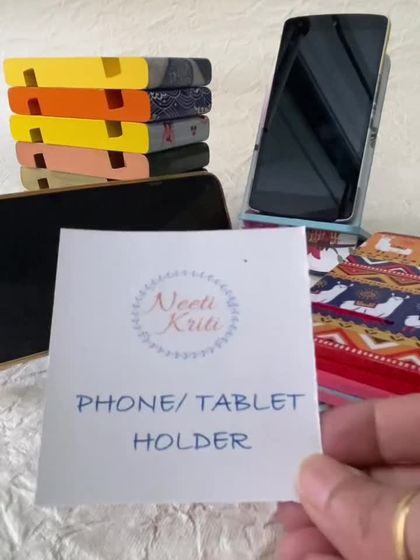 Neeti
Kriti
PHONE/ TABLET
HOLDER